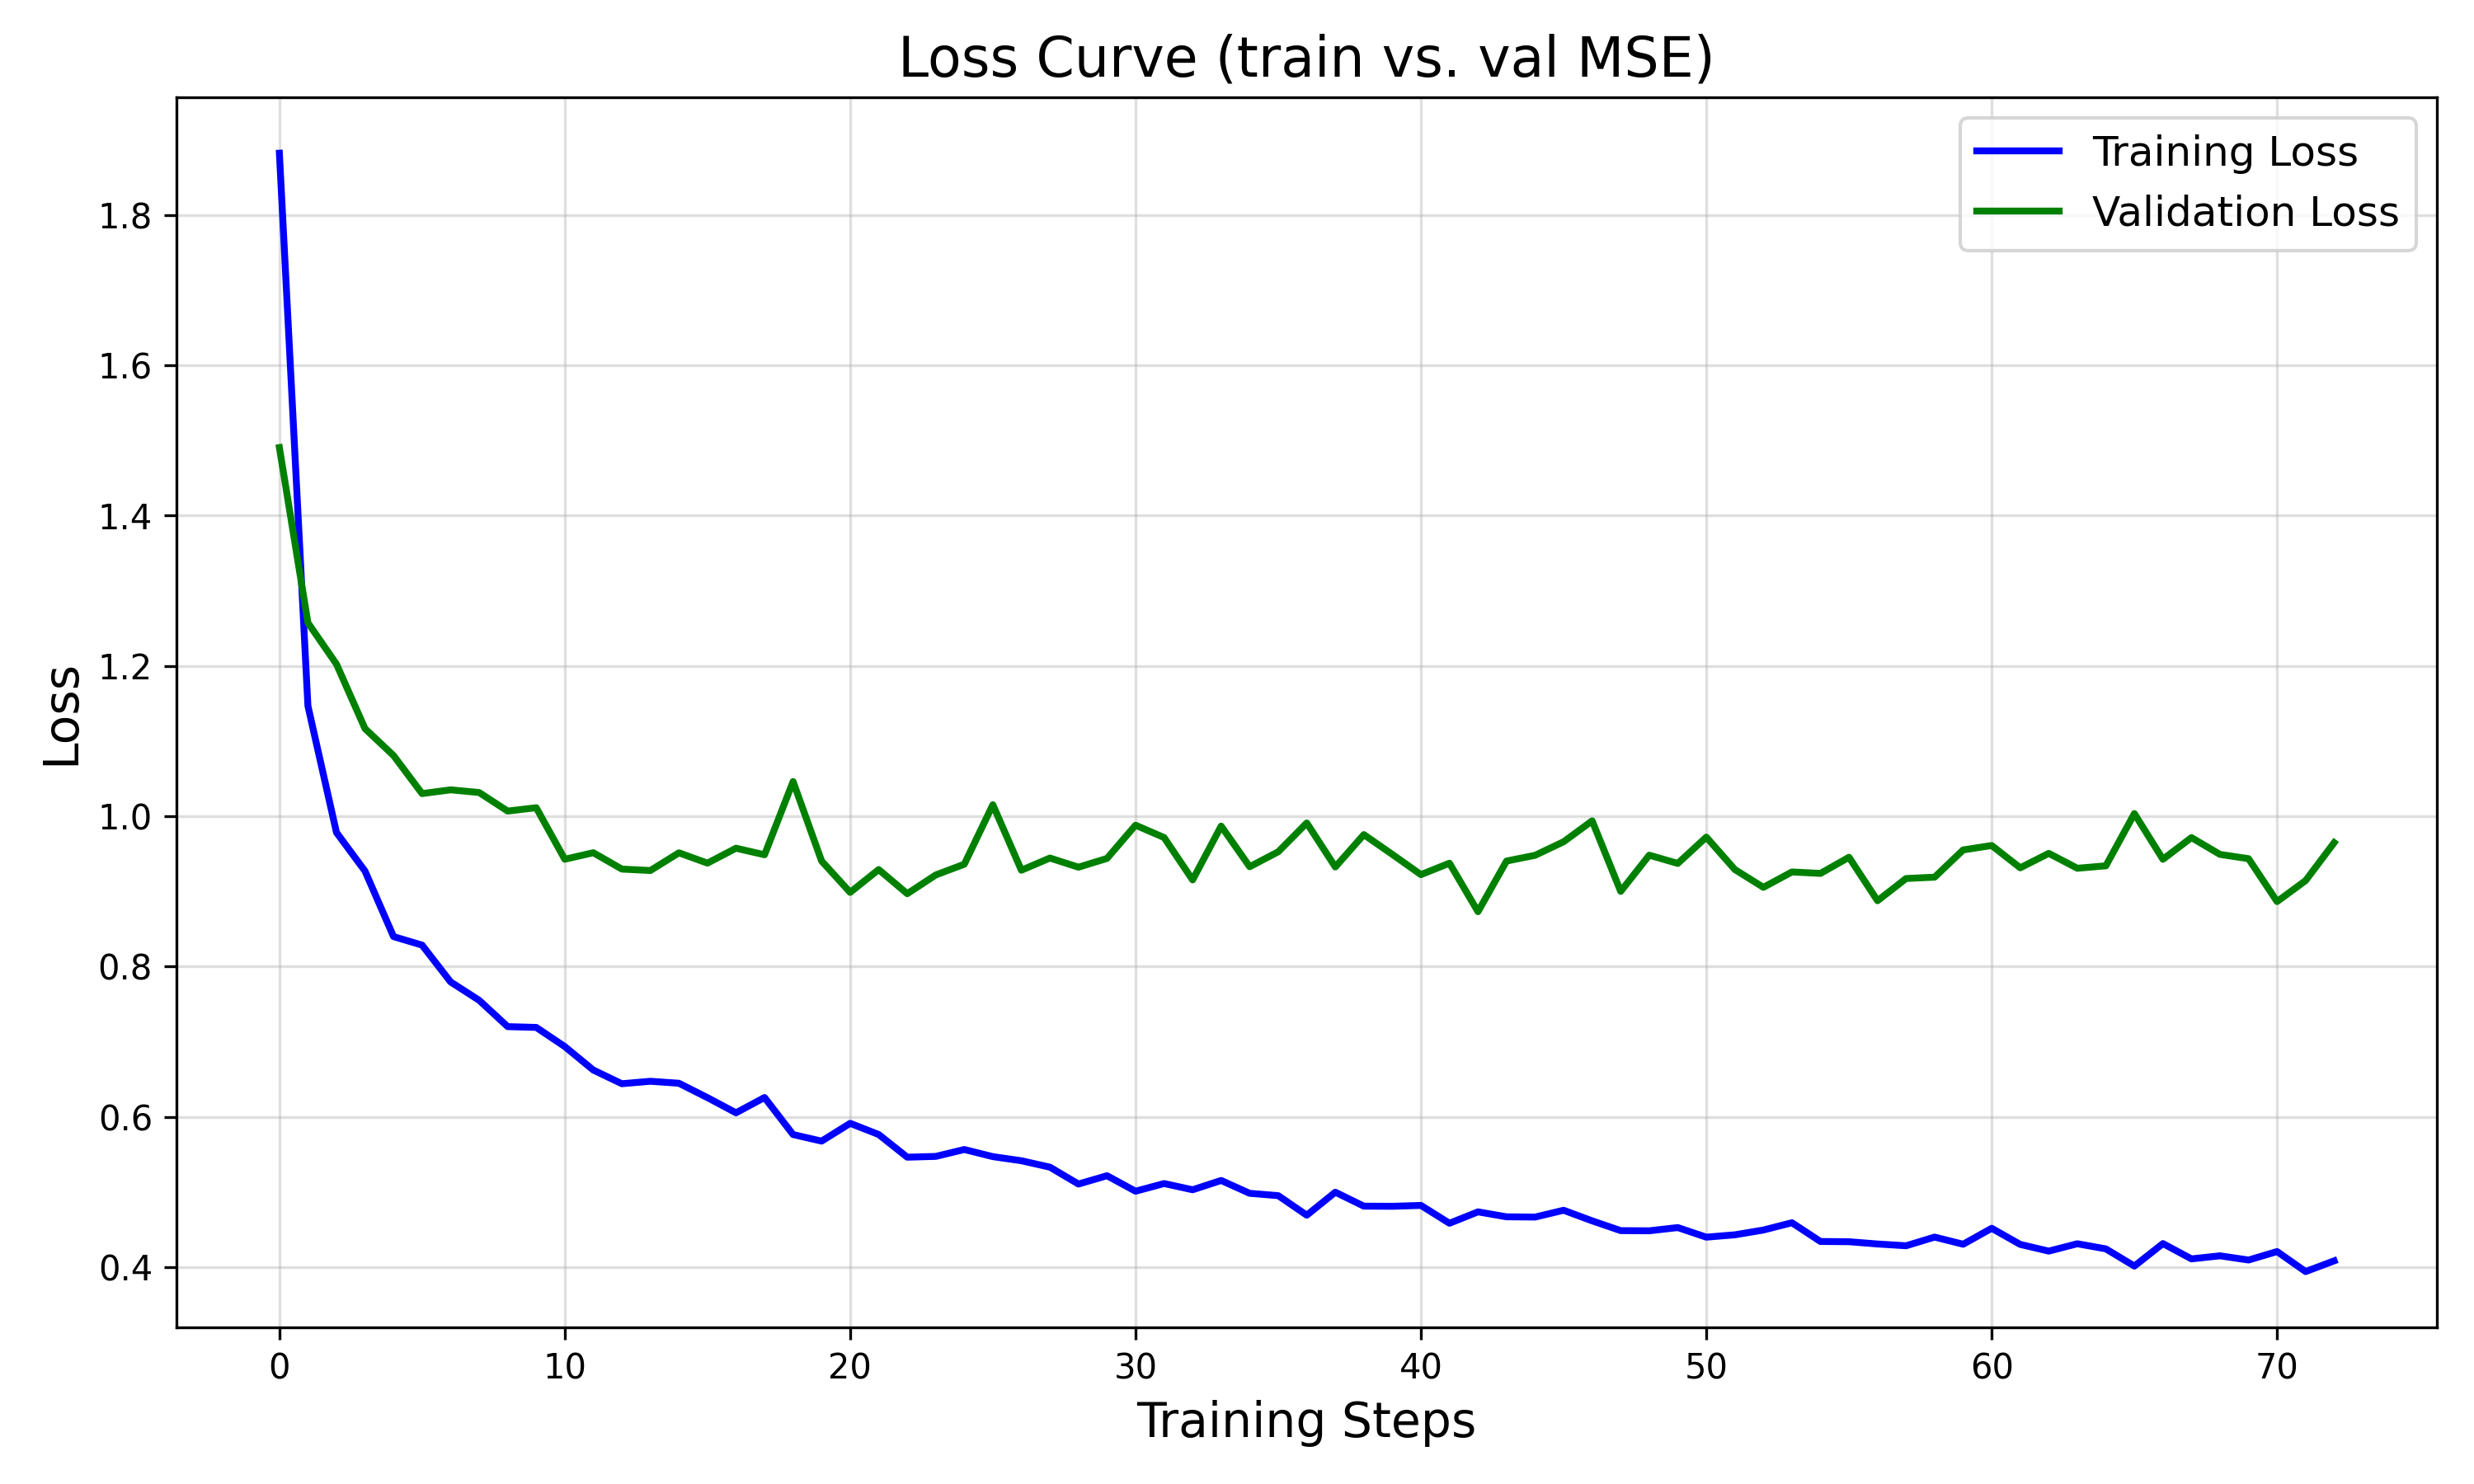 Loss Curve (train vs. val MSE)
Training Loss
Validation Loss
1.8
1.6
1.4
1.2
1.0
0.8
0.6
0.4
Loss
0 10 20 30 40 50 60 70
Training Steps